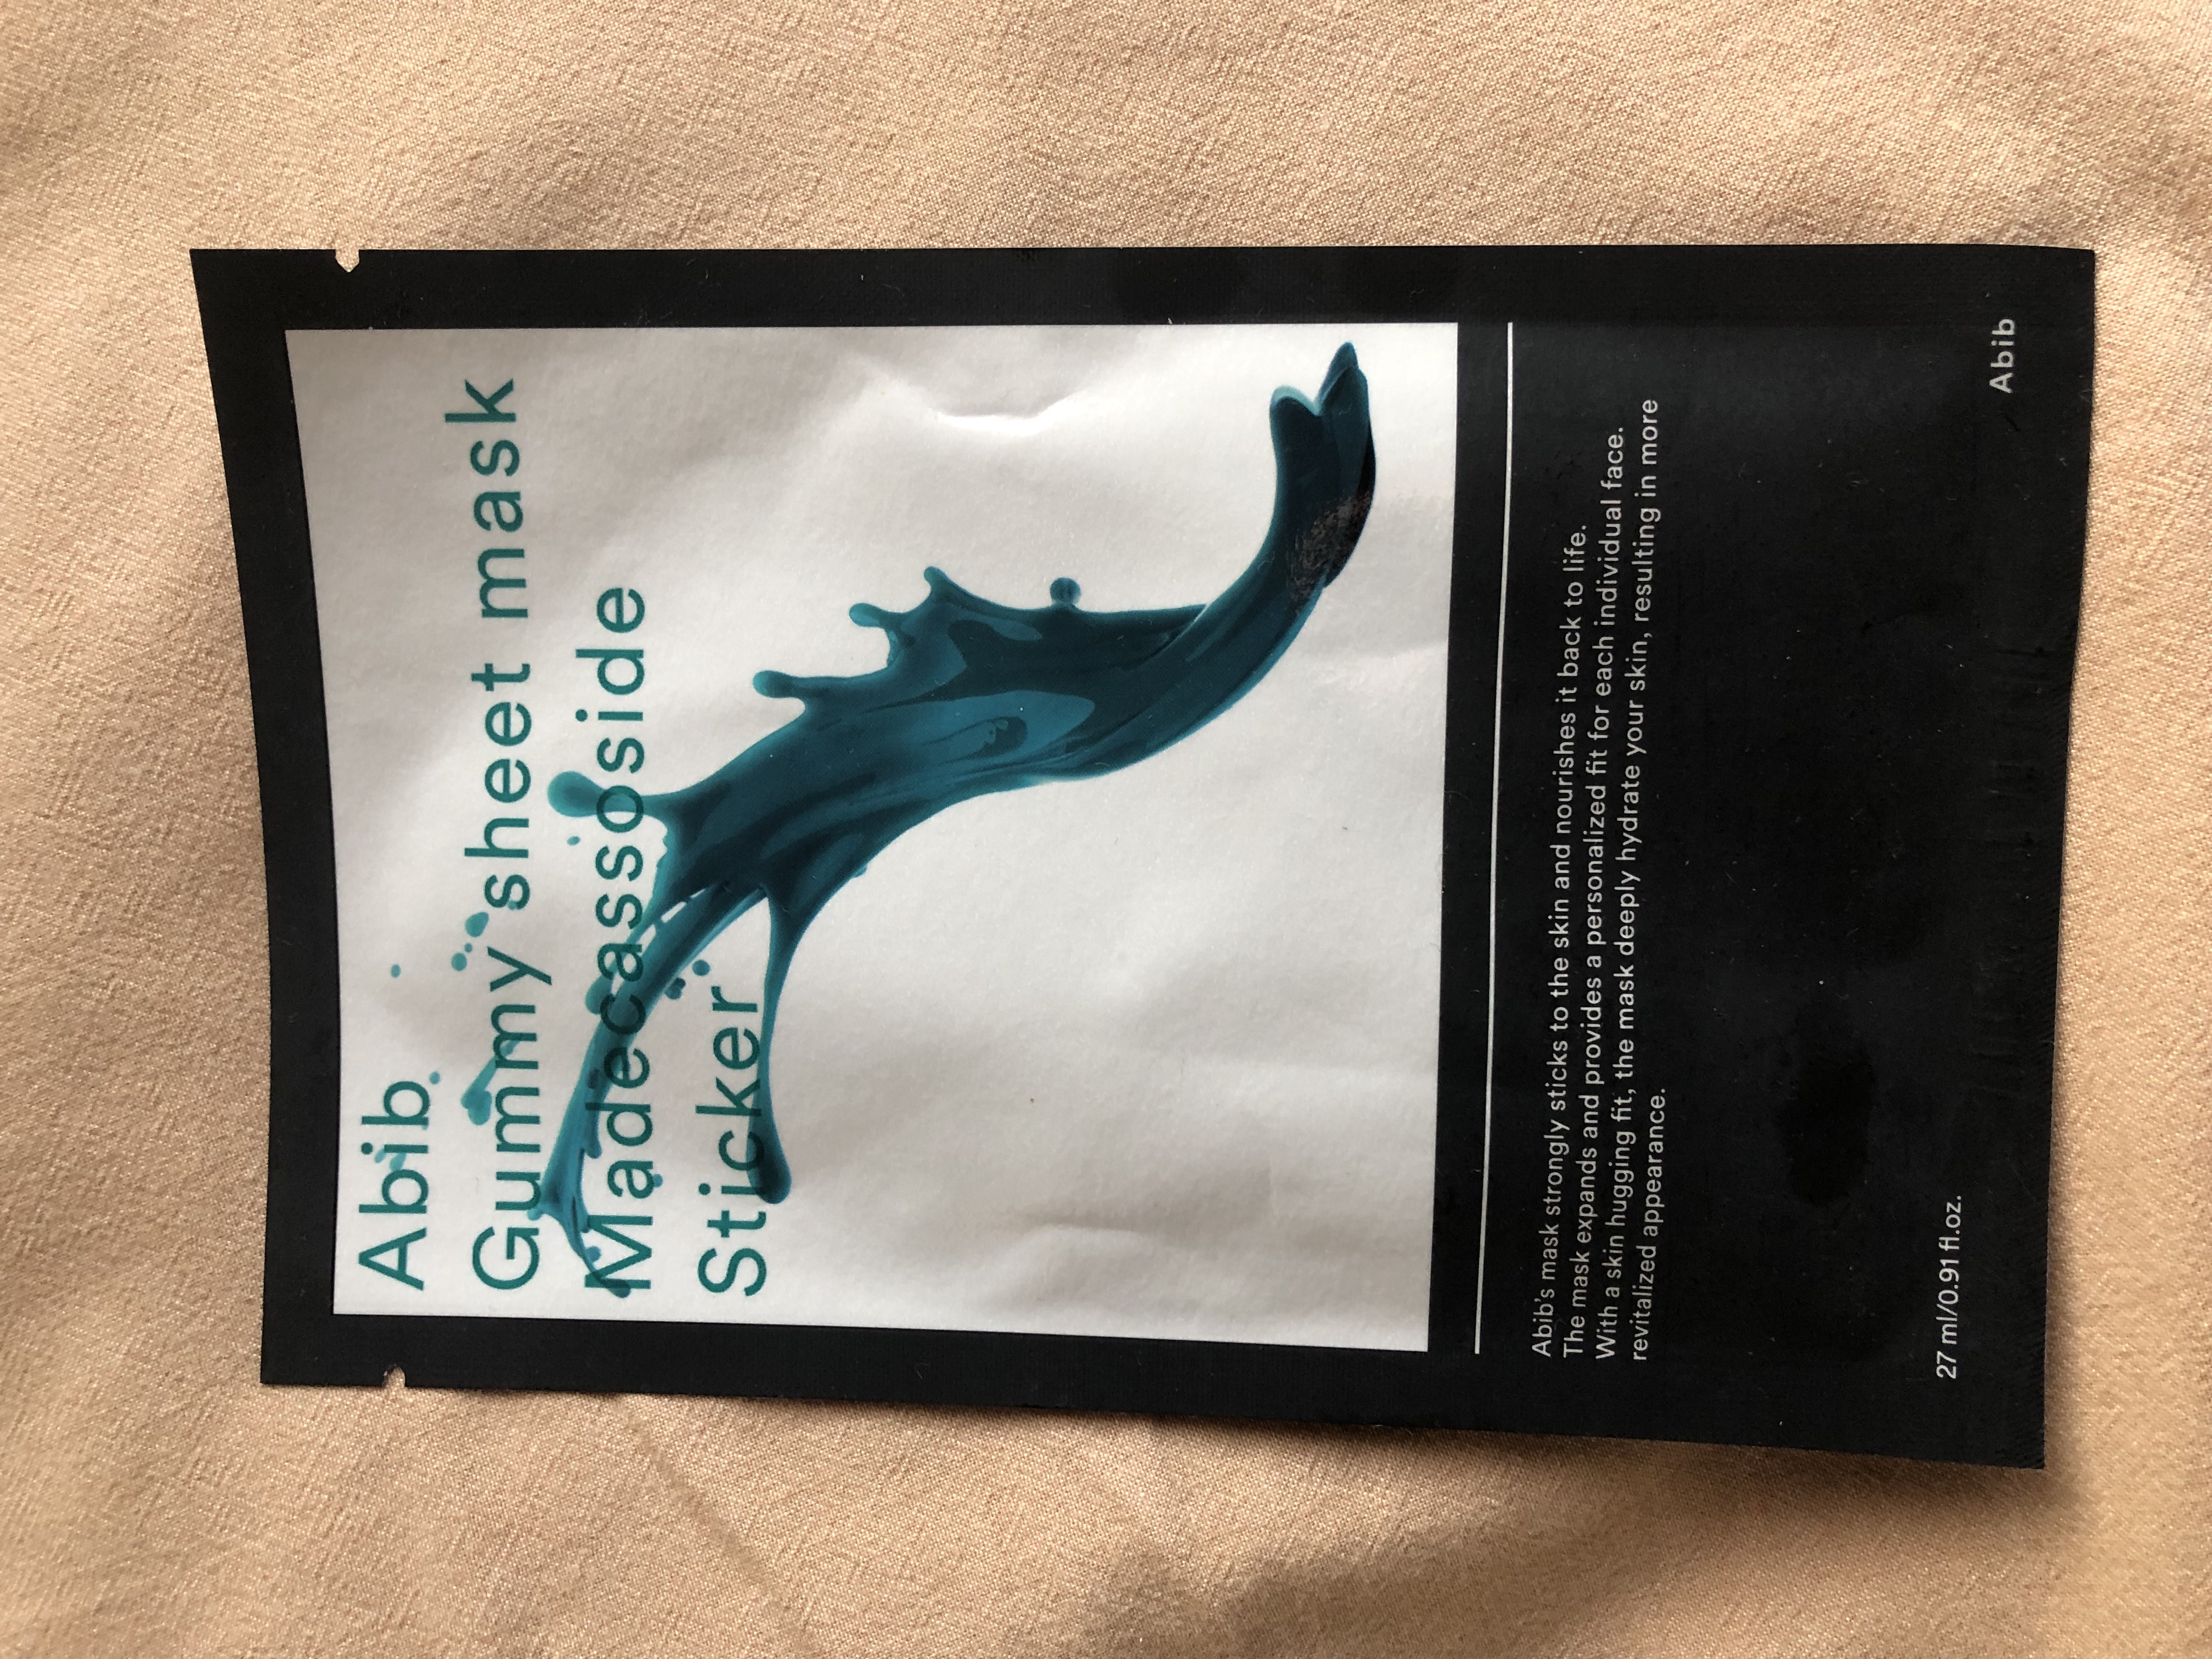 Abib
Gummy sheet mask
Madecassoside
Sticker
Abib's mask strongly sticks to the skin and nourishes it back to life.
The mask expands and provides a personalized fit for each individual face.
With a skin hugging fit, the mask deeply hydrate your skin, resulting in more
revitalized appearance.
27 ml/0.91 fl.oz.
Abib